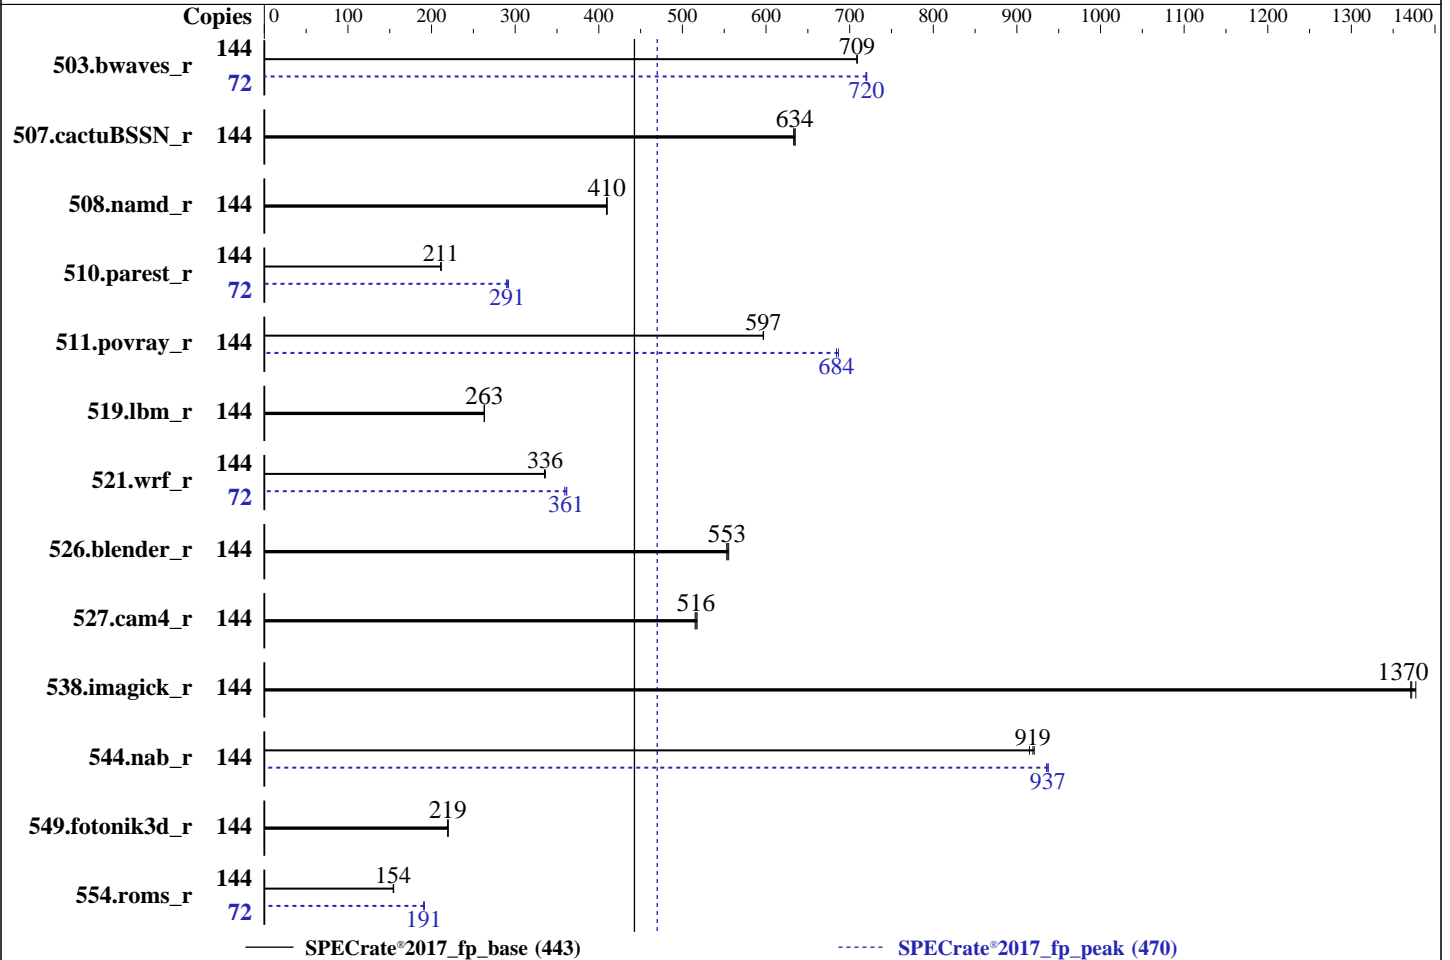 Copies 0 100 200 300 400 500 600 700 800 900 1000 1100 1200 1300 1400
503.bwaves_r 144 709
72 720
507.cactuBSSN_r 144 634
508.namd_r 144 410
510.parest_r 144 211
72 291
511.povray_r 144 597
684
519.lbm_r 144 263
521.wrf_r 144 336
72 361
526.blender_r 144 553
527.cam4_r 144 516
538.imagick_r 144 1370
544.nab_r 144 919
937
549.fotonik3d_r 144 219
554.roms_r 144 154
72 191
SPECrate®2017_fp_base (443) SPECrate®2017_fp_peak (470)